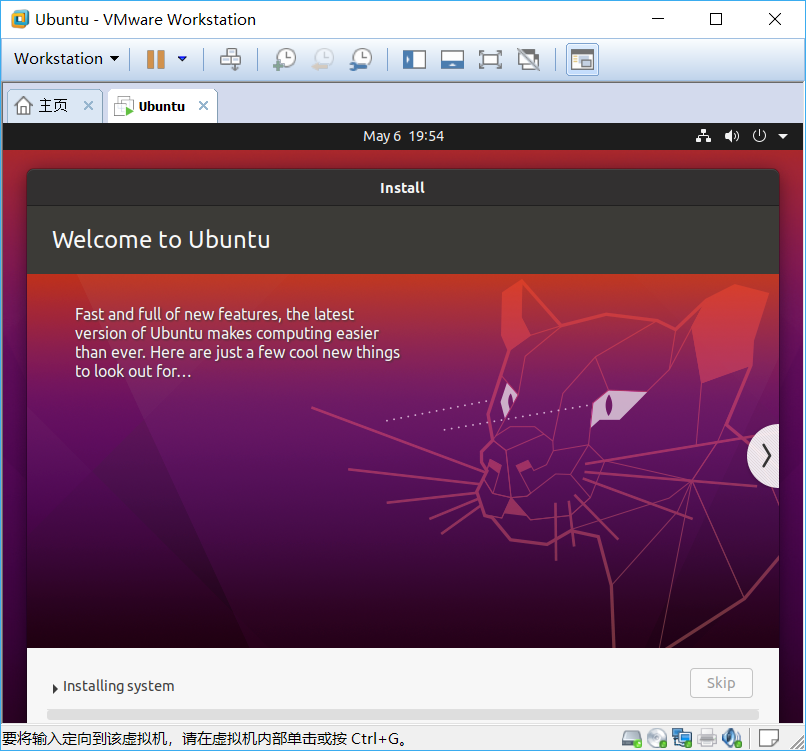 Ubuntu - VMware Workstation
Workstation
主页
Ubuntu
May 6 19:54
Install
Welcome to Ubuntu
Fast and full of new features, the latest
version of Ubuntu makes computing easier
than ever. Here are just a few cool new things
to look out for…
Installing system
Skip
要将输入定向到该虚拟机，请在虚拟机内部单击或按 Ctrl+G。